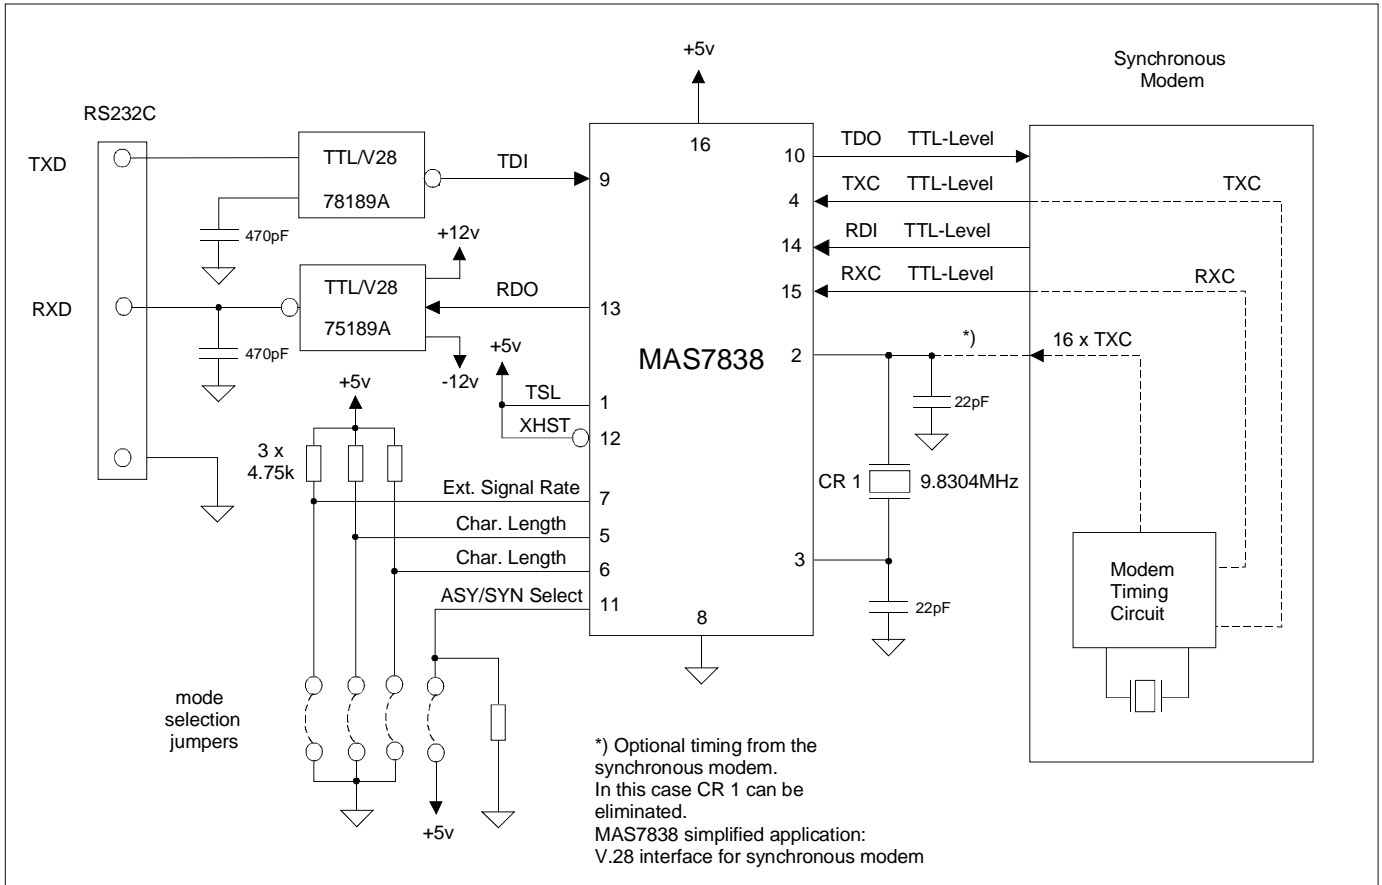 +5v
Synchronous
Modem
RS232C
TXD
TTL/V28
78189A
TDI
9
16
10
TDO TTL-Level
4
TXC TTL-Level
TXC
470pF
+12v
14
RDI TTL-Level
RXD
TTL/V28
75189A
RDO
13
15
RXC TTL-Level
RXC
470pF
-12v
+5v
MAS7838
2
*)
16 x TXC
+5v
TSL
1
XHST
12
22pF
3 x
4.75k
CR 1
9.8304MHz
Ext. Signal Rate
7
Char. Length
5
Char. Length
6
3
ASY/SYN Select
11
8
22pF
Modem
Timing
Circuit
mode
selection
jumpers
+5v
*) Optional timing from the
synchronous modem.
In this case CR 1 can be
eliminated.
MAS7838 simplified application:
V.28 interface for synchronous modem